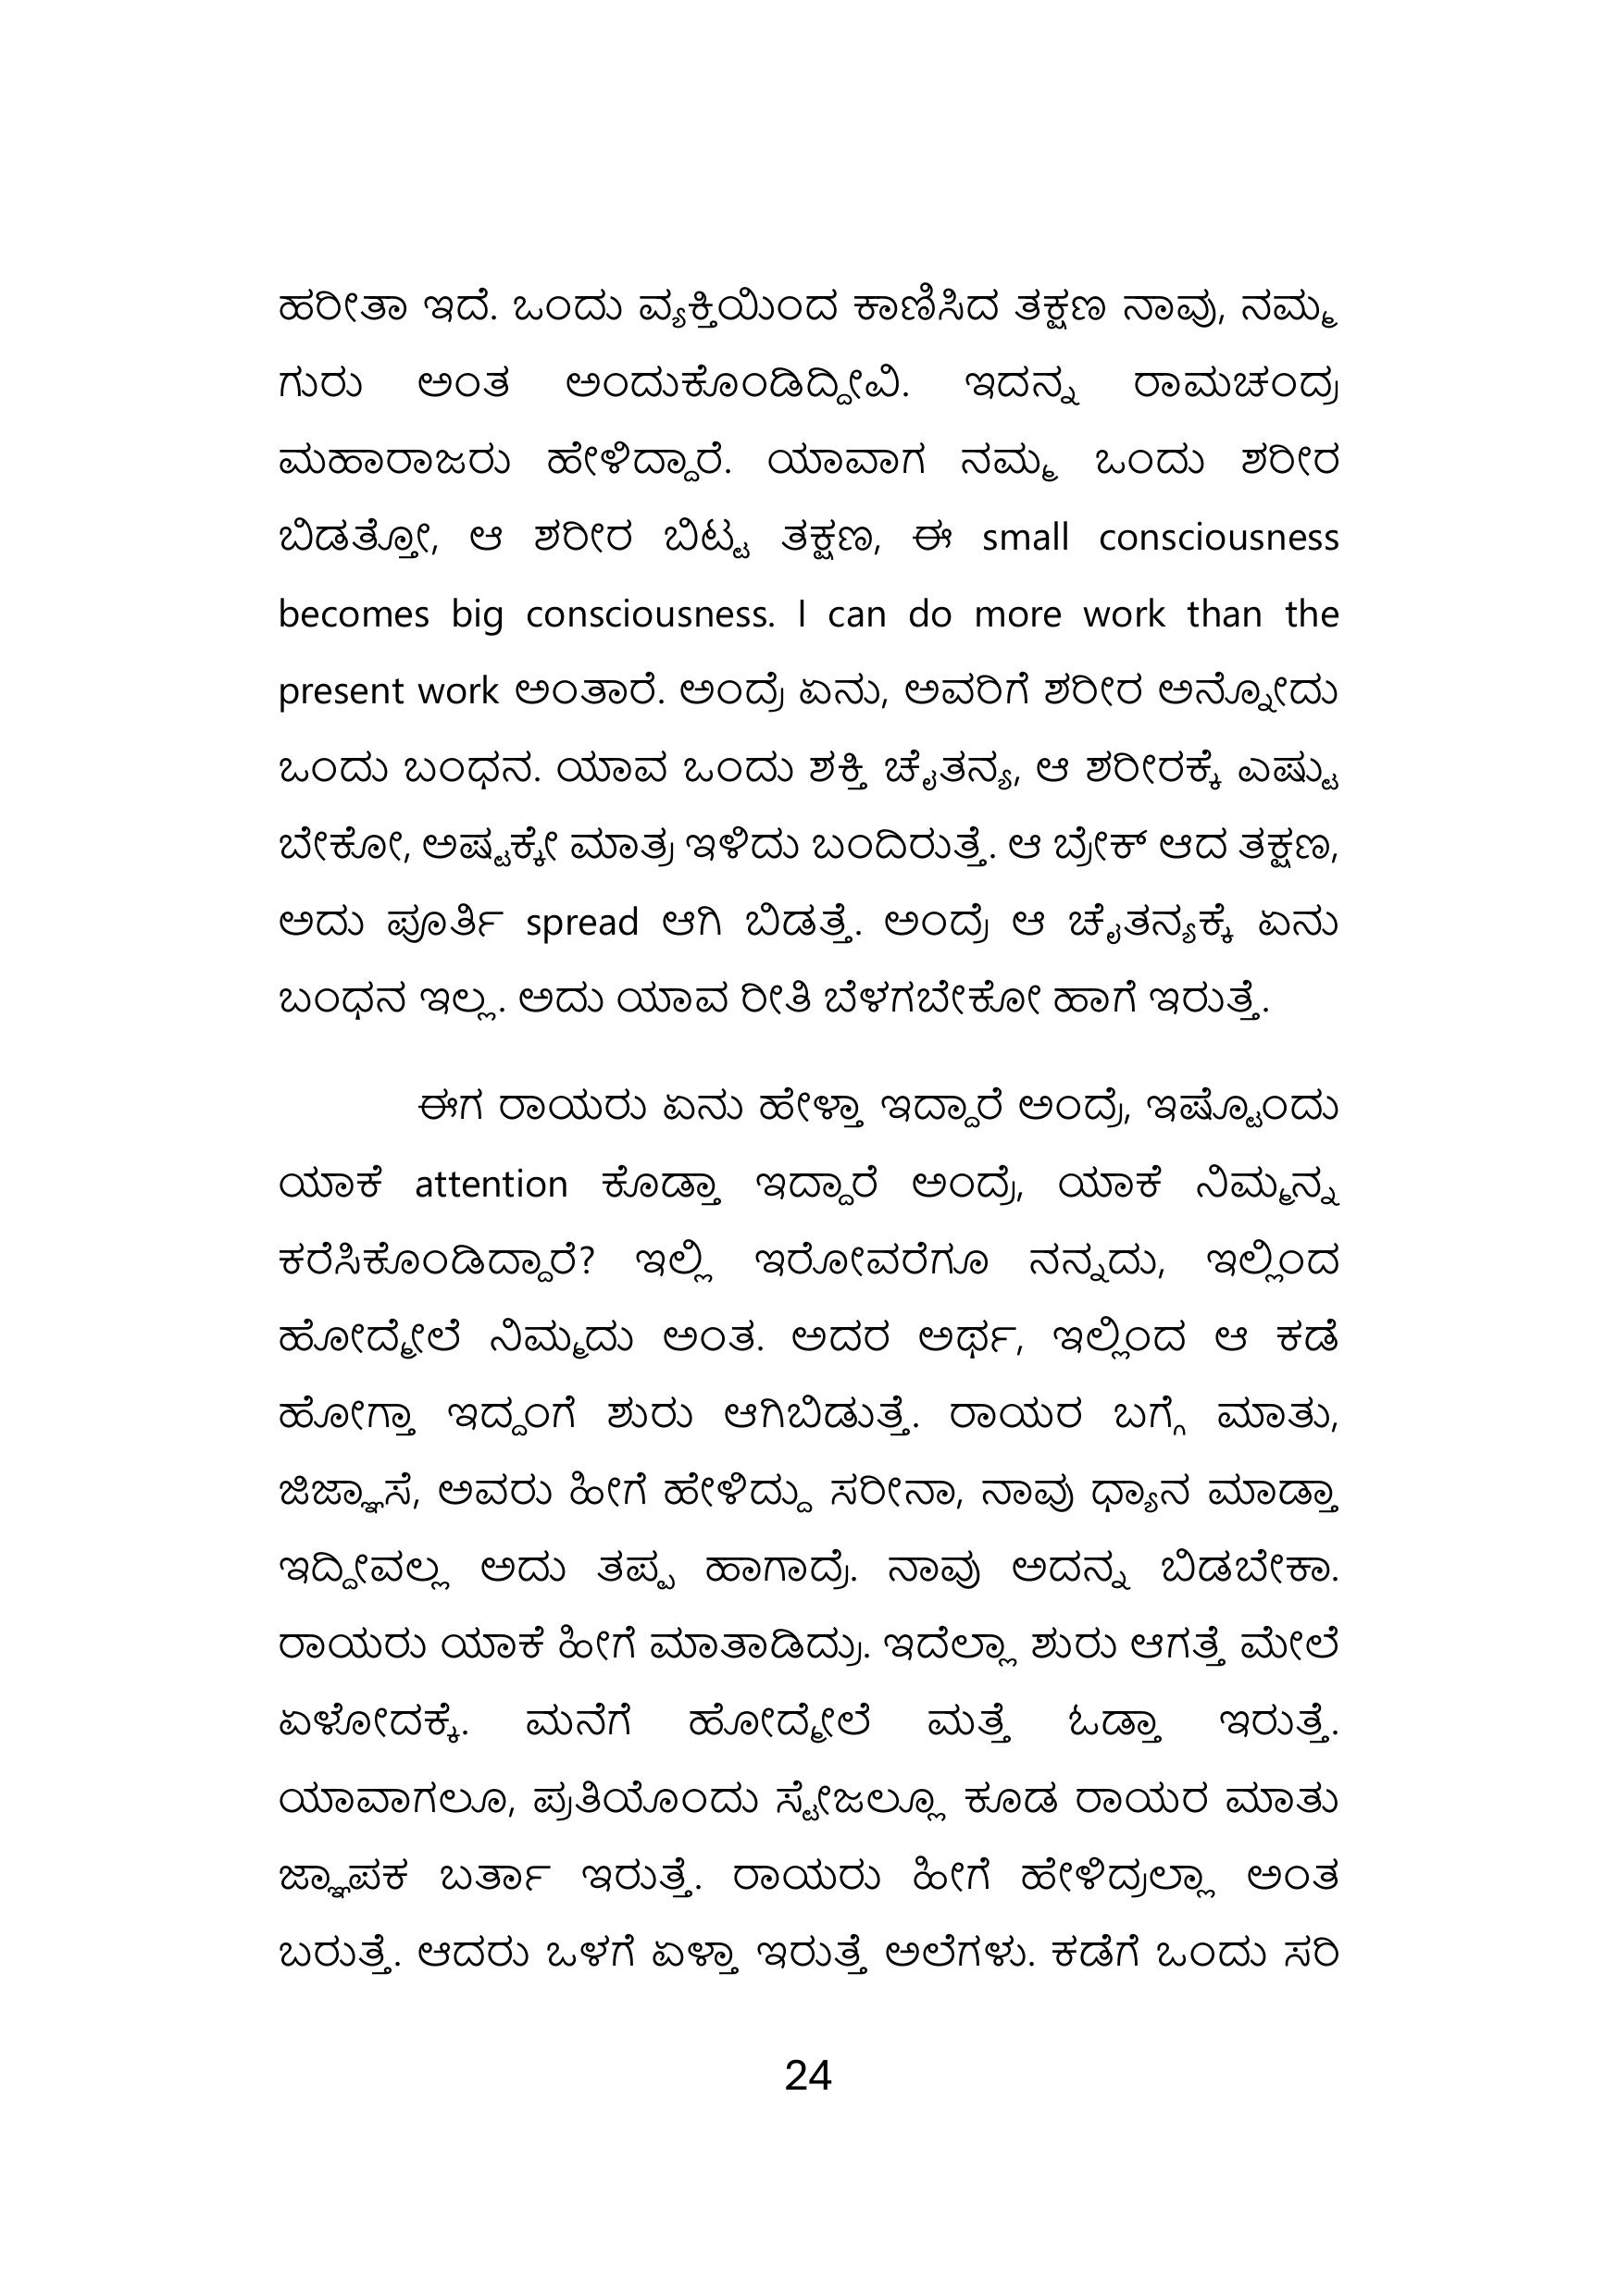 ಹರೀತಾ ಇದೆ. ಒಂದು ವ್ಯಕ್ತಿಯಿಂದ ಕಾಣಿಸಿದ ತಕ್ಷಣ ನಾವು, ನಮ್ಮ
ಗುರು ಅಂತ ಅಂದುಕೊಂಡಿದ್ದೀವಿ. ಇದನ್ನ ರಾಮಚಂದ್ರ
ಮಹಾರಾಜರು ಹೇಳಿದ್ದಾರೆ. ಯಾವಾಗ ನಮ್ಮ ಒಂದು ಶರೀರ
ಬಿಡತ್ತೋ, ಆ ಶರೀರ ಬಿಟ್ಟ ತಕ್ಷಣ, ಈ small consciousness
becomes big consciousness. I can do more work than the
present work ಅಂತಾರೆ. ಅಂದ್ರೆ ಏನು, ಅವರಿಗೆ ಶರೀರ ಅನ್ನೋದು
ಒಂದು ಬಂಧನ. ಯಾವ ಒಂದು ಶಕ್ತಿ ಚೈತನ್ಯ, ಆ ಶರೀರಕ್ಕೆ ಎಷ್ಟು
ಬೇಕೋ, ಅಷ್ಟಕ್ಕೇ ಮಾತ್ರ ಇಳಿದು ಬಂದಿರುತ್ತೆ. ಆ ಬ್ರೇಕ್ ಆದ ತಕ್ಷಣ,
ಅದು ಪೂರ್ತಿ spread ಆಗಿ ಬಿಡತ್ತೆ. ಅಂದ್ರೆ ಆ ಚೈತನ್ಯಕ್ಕೆ ಏನು
ಬಂಧನ ಇಲ್ಲ. ಅದು ಯಾವ ರೀತಿ ಬೆಳಗಬೇಕೋ ಹಾಗೆ ಇರುತ್ತೆ.
ಈಗ ರಾಯರು ಏನು ಹೇಳ್ತಾ ಇದ್ದಾರೆ ಅಂದ್ರೆ, ಇಷ್ಟೊಂದು
ಯಾಕೆ attention ಕೊಡ್ತಾ ಇದ್ದಾರೆ ಅಂದ್ರೆ, ಯಾಕೆ ನಿಮ್ಮನ್ನ
ಕರೆಸಿಕೊಂಡಿದ್ದಾರೆ? ಇಲ್ಲಿ ಇರೋವರೆಗೂ ನನ್ನದು, ಇಲ್ಲಿಂದ
ಹೋದ್ಮೇಲೆ ನಿಮ್ಮದು ಅಂತ. ಅದರ ಅರ್ಥ, ಇಲ್ಲಿಂದ ಆ ಕಡೆ
ಹೋಗ್ತಾ ಇದ್ದಂಗೆ ಶುರು ಆಗಿಬಿಡುತ್ತೆ. ರಾಯರ ಬಗ್ಗೆ ಮಾತು,
ಜಿಜ್ಞಾಸೆ, ಅವರು ಹೀಗೆ ಹೇಳಿದ್ದು ಸರೀನಾ, ನಾವು ಧ್ಯಾನ ಮಾಡ್ತಾ
ಇದ್ದೀವಲ್ಲ ಅದು ತಪ್ಪ ಹಾಗಾದ್ರೆ. ನಾವು ಅದನ್ನ ಬಿಡಬೇಕಾ.
ರಾಯರು ಯಾಕೆ ಹೀಗೆ ಮಾತಾಡಿದ್ರು. ಇದೆಲ್ಲಾ ಶುರು ಆಗತ್ತೆ ಮೇಲೆ
ಏಳೋದಕ್ಕೆ. ಮನೆಗೆ ಹೋದ್ಮೇಲೆ ಮತ್ತೆ ಓಡ್ತಾ ಇರುತ್ತೆ.
ಯಾವಾಗಲೂ, ಪ್ರತಿಯೊಂದು ಸ್ಟೇಜಲ್ಲೂ ಕೂಡ ರಾಯರ ಮಾತು
ಜ್ಞಾಪಕ ಬರ್ತಾ ಇರುತ್ತೆ. ರಾಯರು ಹೀಗೆ ಹೇಳಿದ್ರಲ್ಲಾ ಅಂತ
ಬರುತ್ತೆ. ಆದರು ಒಳಗೆ ಏಳ್ತಾ ಇರುತ್ತೆ ಅಲೆಗಳು. ಕಡೆಗೆ ಒಂದು ಸರಿ
24